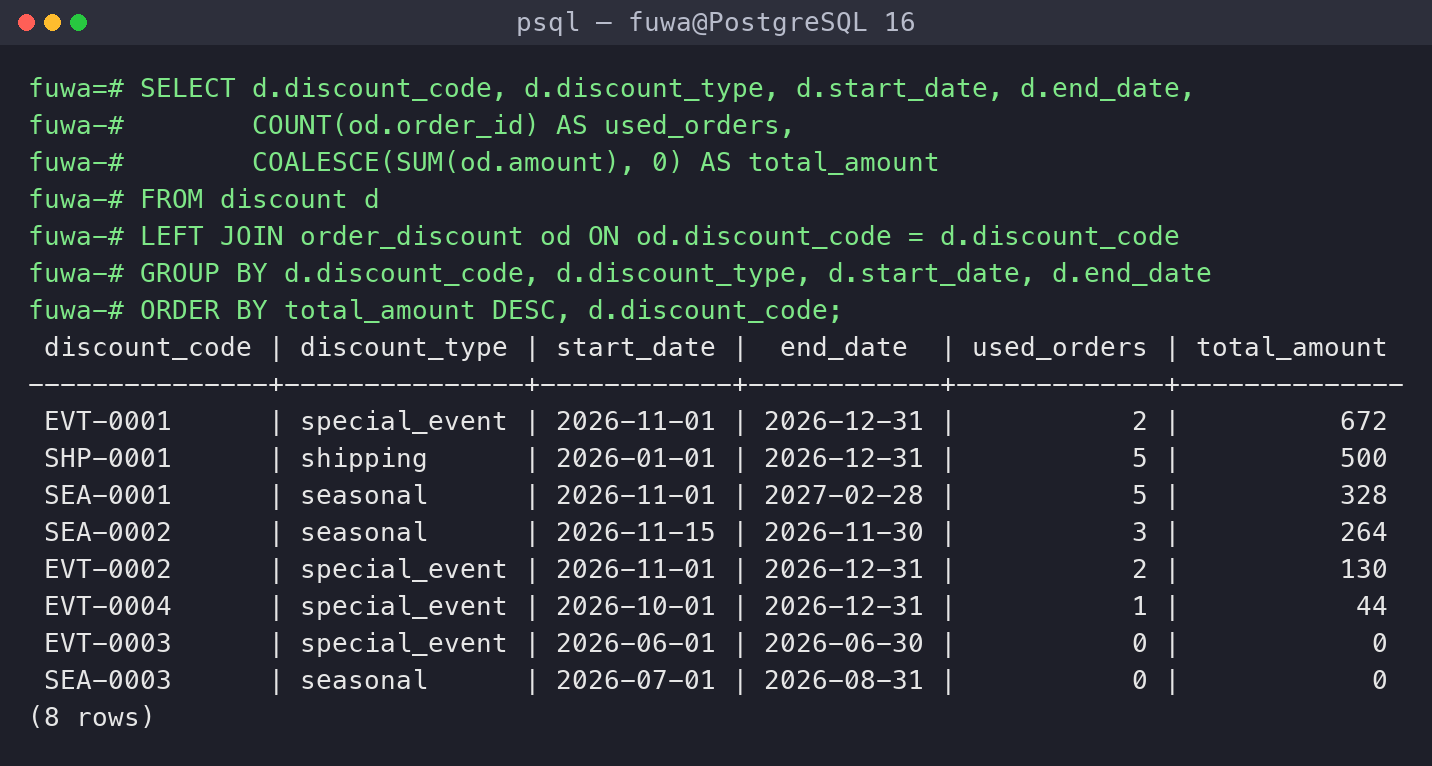 psql — fuwa@PostgreSQL 16
fuwa=# SELECT d.discount_code, d.discount_type, d.start_date, d.end_date,
fuwa-#        COUNT(od.order_id) AS used_orders,
fuwa-#        COALESCE(SUM(od.amount), 0) AS total_amount
fuwa-# FROM discount d
fuwa-# LEFT JOIN order_discount od ON od.discount_code = d.discount_code
fuwa-# GROUP BY d.discount_code, d.discount_type, d.start_date, d.end_date
fuwa-# ORDER BY total_amount DESC, d.discount_code;
 discount_code | discount_type | start_date |  end_date  | used_orders | total_amount
---------------+---------------+------------+------------+-------------+--------------
 EVT-0001      | special_event | 2026-11-01 | 2026-12-31 |           2 |          672
 SHP-0001      | shipping      | 2026-01-01 | 2026-12-31 |           5 |          500
 SEA-0001      | seasonal      | 2026-11-01 | 2027-02-28 |           5 |          328
 SEA-0002      | seasonal      | 2026-11-15 | 2026-11-30 |           3 |          264
 EVT-0002      | special_event | 2026-11-01 | 2026-12-31 |           2 |          130
 EVT-0004      | special_event | 2026-10-01 | 2026-12-31 |           1 |           44
 EVT-0003      | special_event | 2026-06-01 | 2026-06-30 |           0 |            0
 SEA-0003      | seasonal      | 2026-07-01 | 2026-08-31 |           0 |            0
(8 rows)